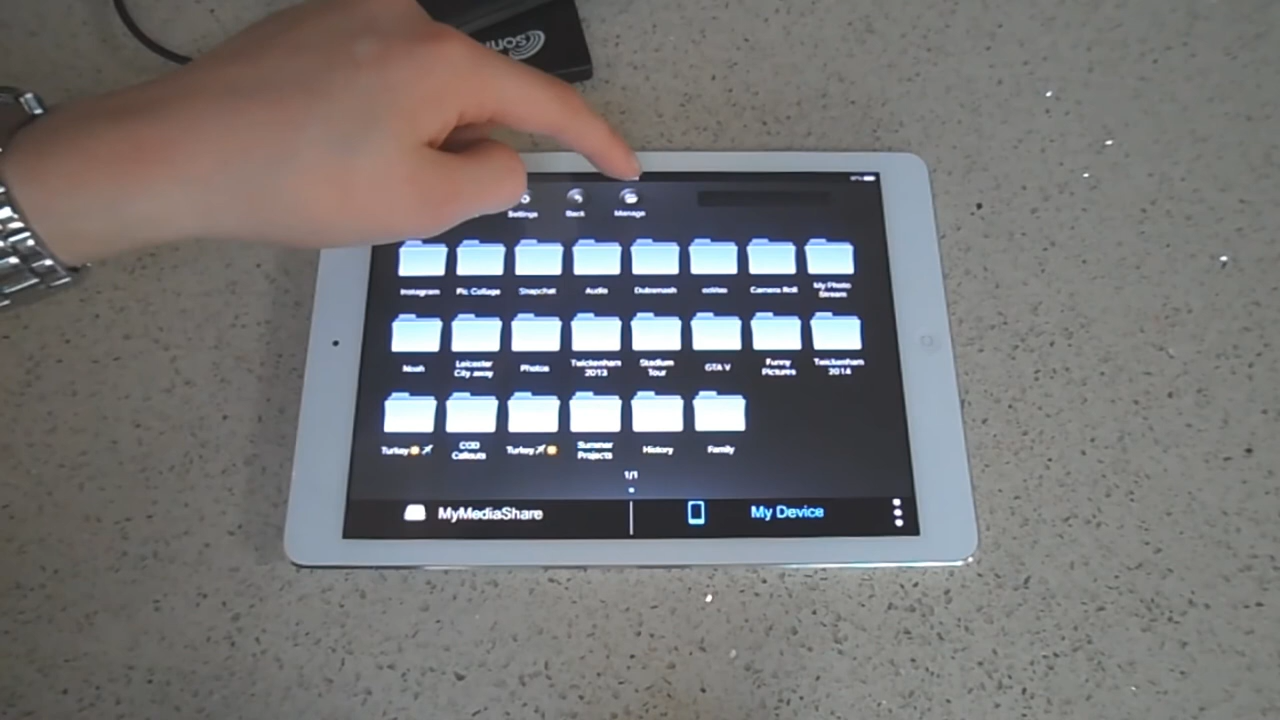 Settings
Back
Manage
Instagram
Pic Collage
Snapchat
Audio
Dubsmash
ooVoo
Camera Roll
My Photo
Stream
Noah
Leicester
City away
Photos
Twickenham
2013
Stadium
Tour
GTA V
Funny
Pictures
Twickenham
2014
Turkey☀️✈
COD
Callouts
Turkey✈☀️
Summer
Projects
History
Family
1/1
MyMediaShare
My Device